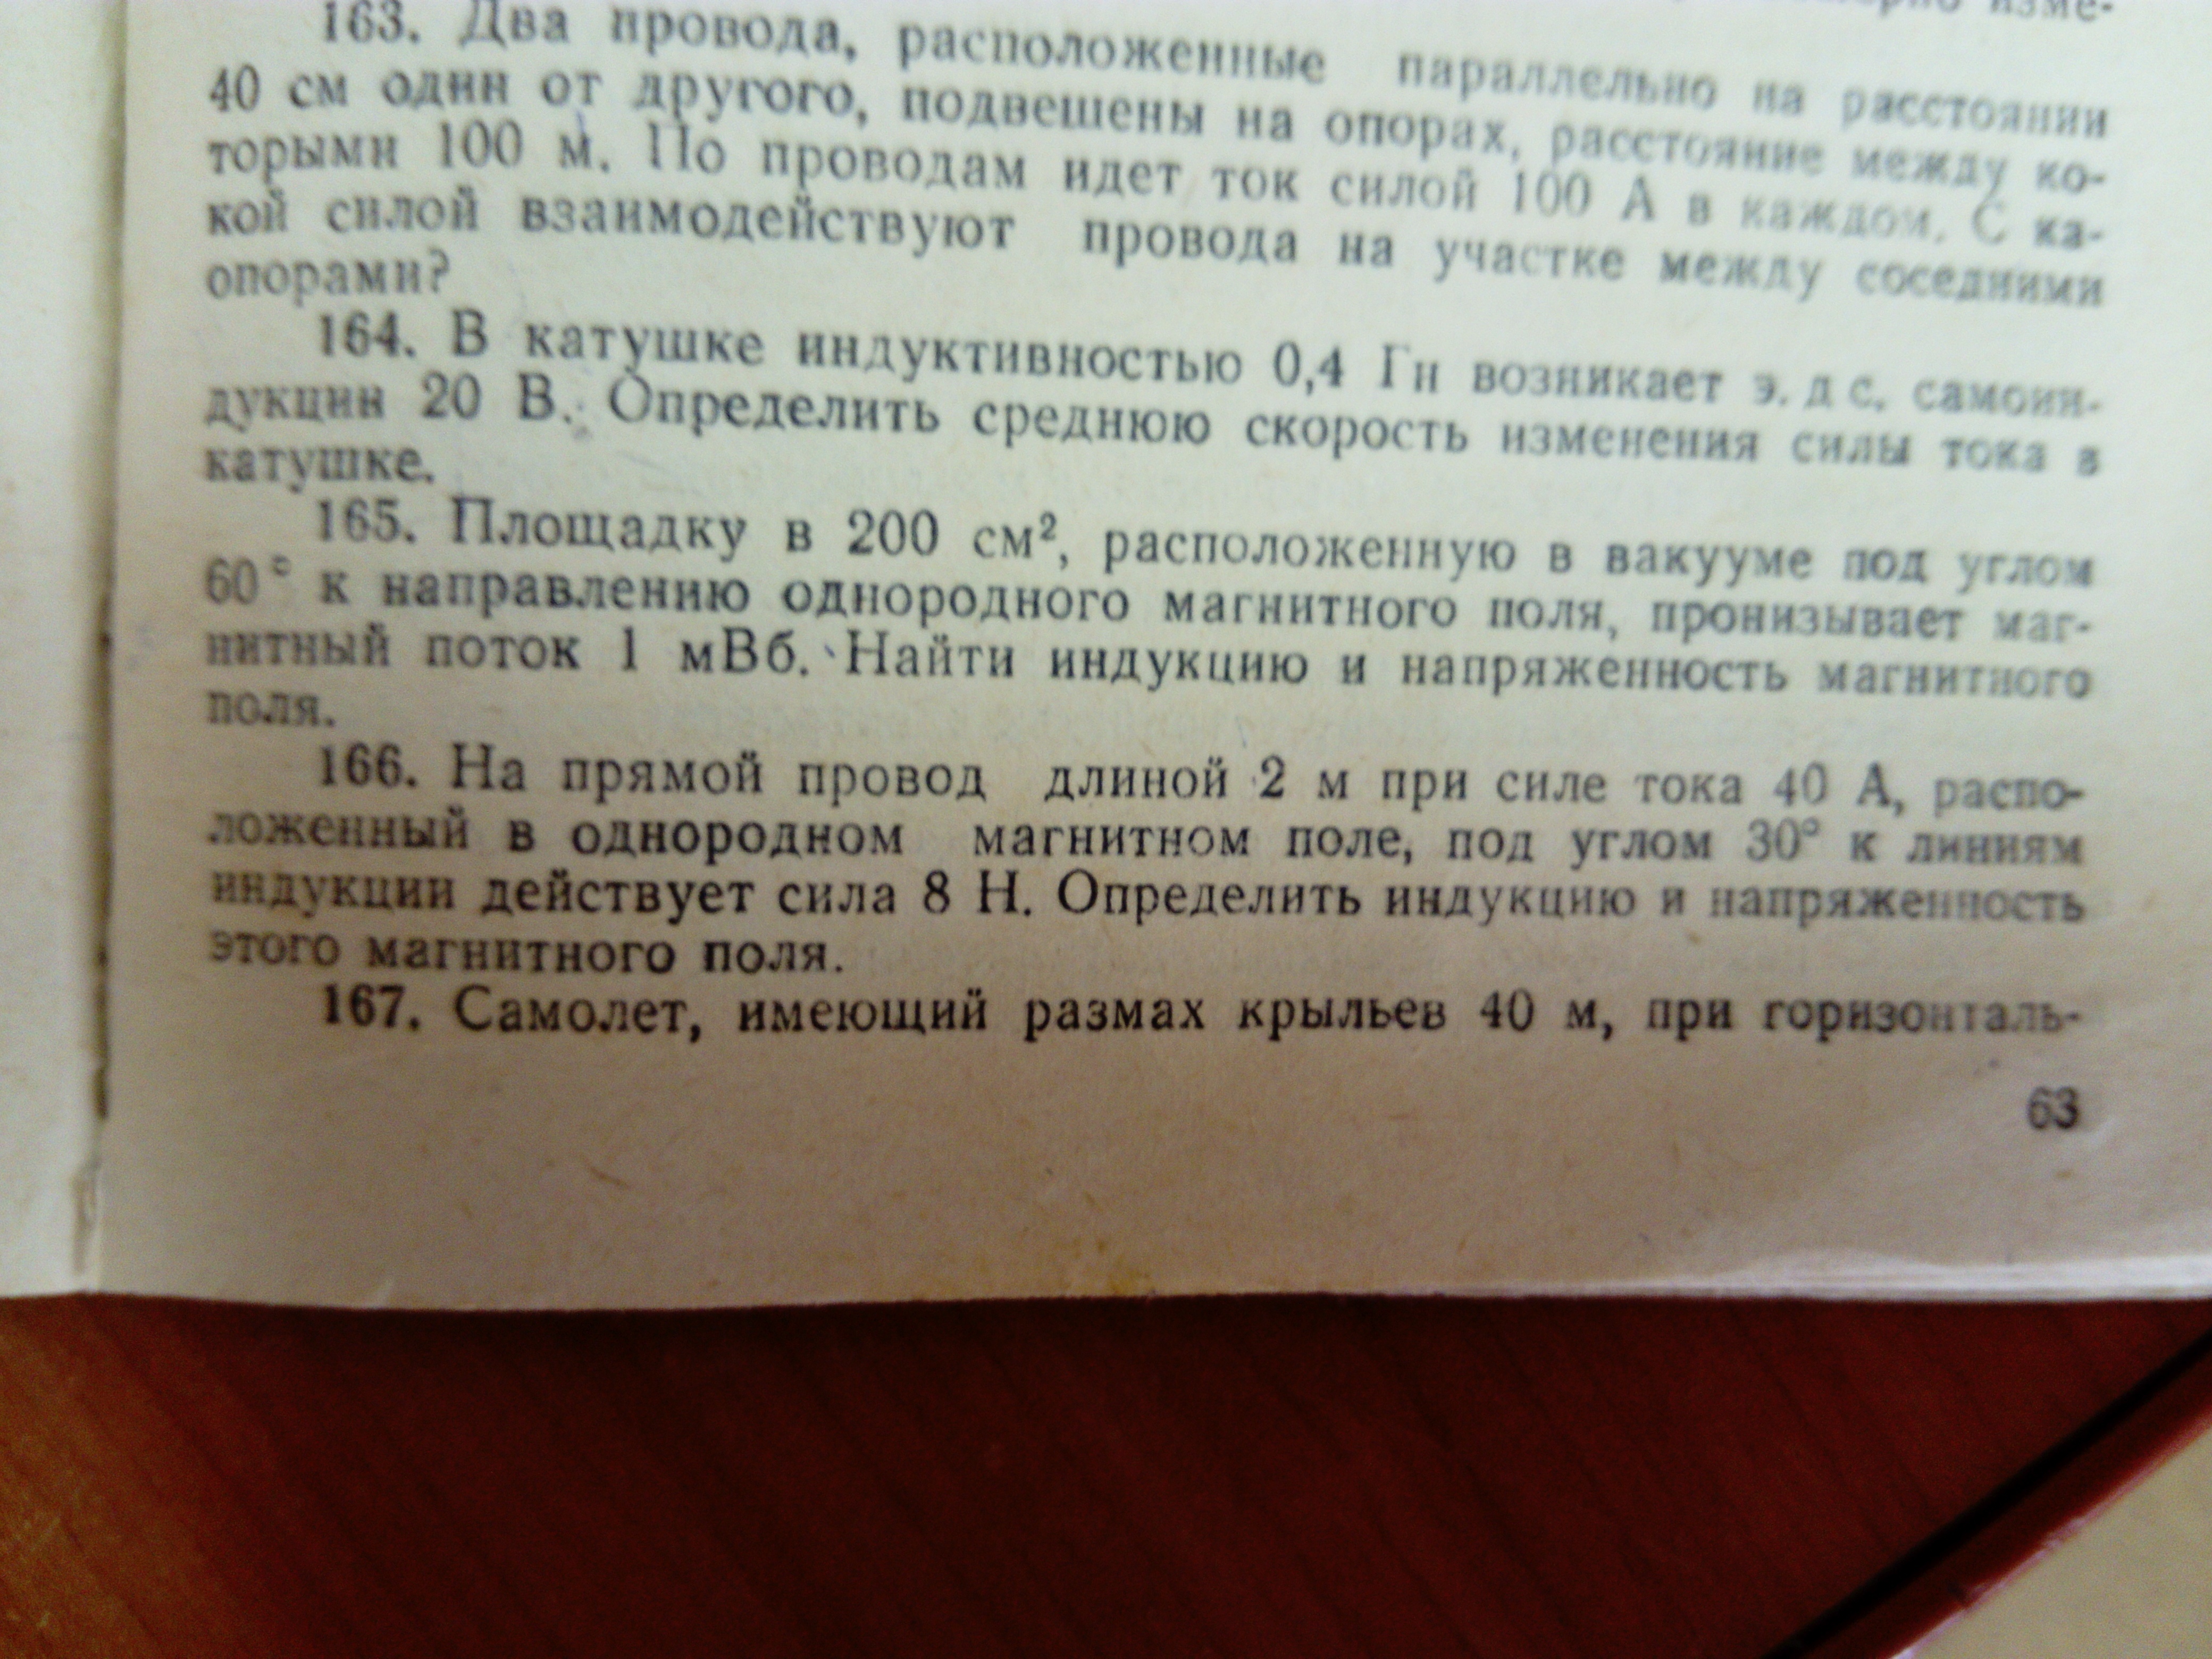 изме-
163. Два провода, расположенные параллельно на расстоянии
40 см один от другого, подвешены на опорах, расстояние между ко-
торыми 100 м. По проводам идет ток силой 100 А в каждом. С ка-
кой силой взаимодействуют провода на участке между соседними
опорами?
164. В катушке индуктивностью 0,4 Гн возникает э. д с. самоин-
дукции 20 В. Определить среднюю скорость изменения силы тока в
катушке.
165. Площадку в 200 см², расположенную в вакууме под углом
60° к направлению однородного магнитного поля, пронизывает маг-
нитный поток 1 мВб. Найти индукцию и напряженность магнитного
поля.
166. На прямой провод длиной 2 м при силе тока 40 А, распо-
ложенный в однородном магнитном поле, под углом 30° к линиям
индукции действует сила 8 Н. Определить индукцию и напряженность
этого магнитного поля.
167. Самолет, имеющий размах крыльев 40 м, при горизонталь-
63